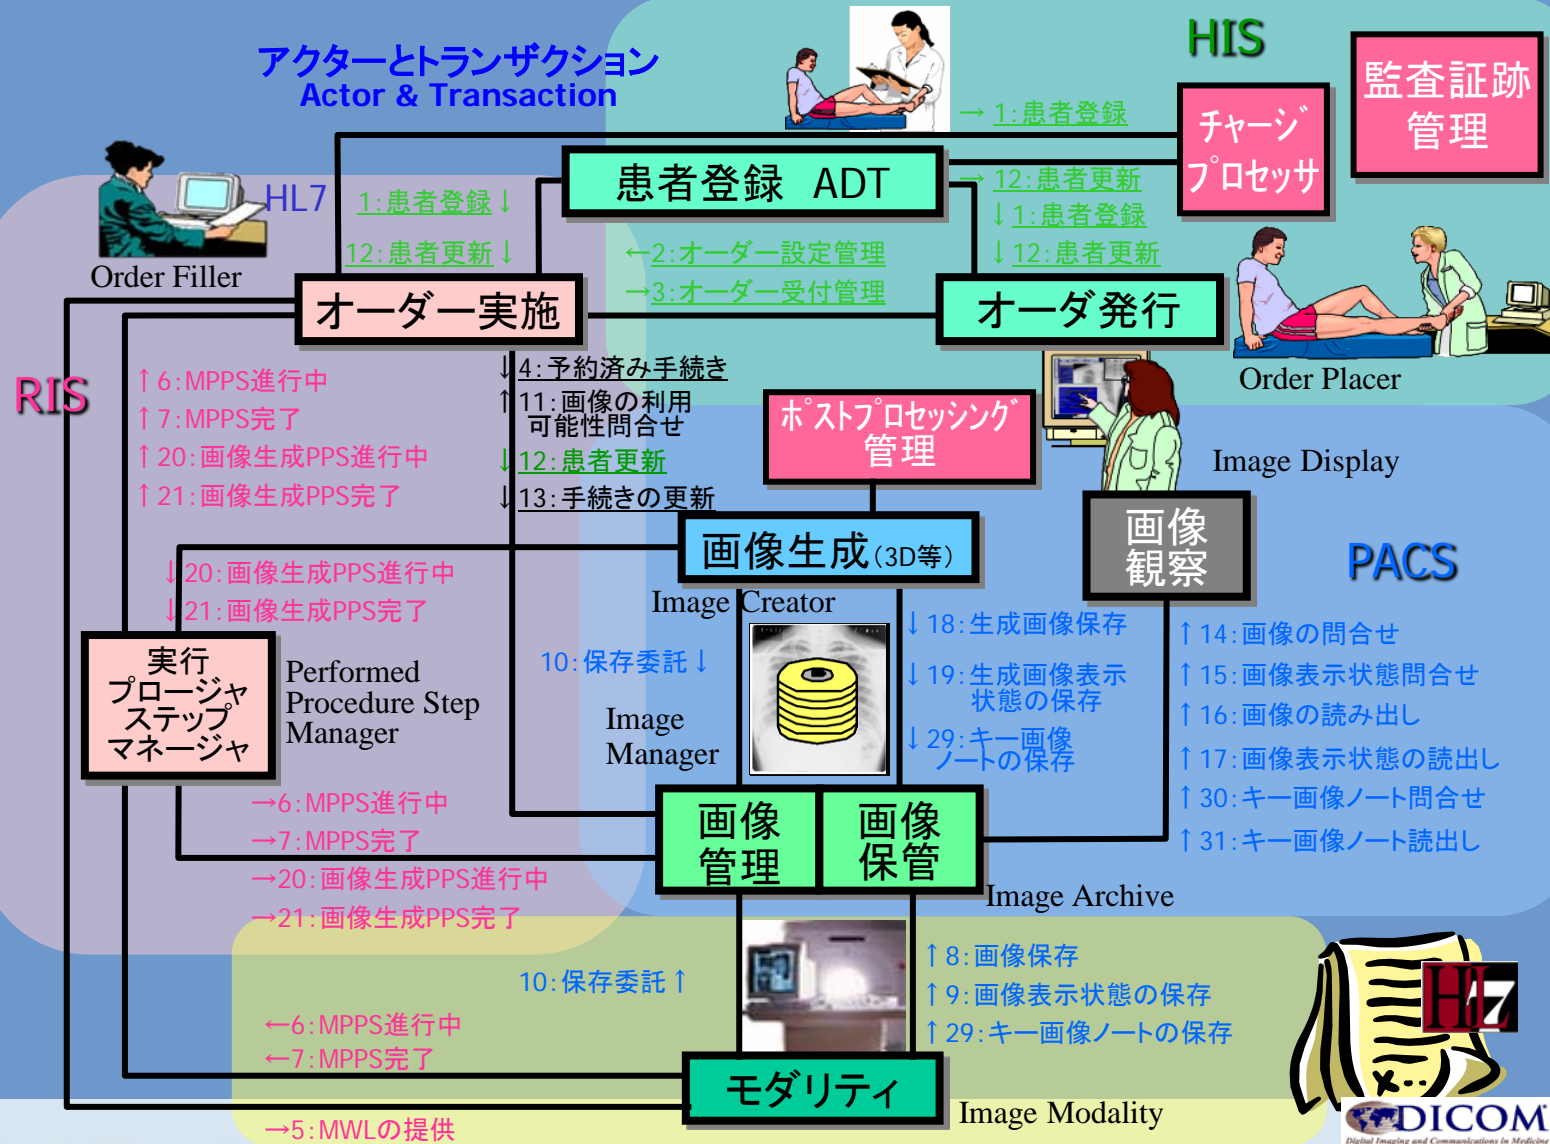 アクターとトランザクション
Actor & Transaction
HIS
監査証跡
管理
→ 1:患者登録
チャージ
プロセッサ
患者登録 ADT
→ 12:患者更新
HL7
1:患者登録↓
↓1:患者登録
12:患者更新↓
←2:オーダー設定管理
↓12:患者更新
Order Filler
→3:オーダー受付管理
オーダー実施
オーダ発行
Order Placer
RIS
↑6:MPPS進行中
↑7:MPPS完了
↑20:画像生成PPS進行中
↑21:画像生成PPS完了
↓4:予約済み手続き
↑11:画像の利用
可能性問合せ
↓12:患者更新
↓13:手続きの更新
ポストプロセッシング
管理
Image Display
画像
観察
PACS
画像生成(3D等)
Image Creator
↓20:画像生成PPS進行中
↓21:画像生成PPS完了
実行
プロージャ
ステップ
マネージャ
Performed
Procedure Step
Manager
10:保存委託↓
Image
Manager
↓18:生成画像保存
↓19:生成画像表示
状態の保存
↓29:キー画像
ノートの保存
↑14:画像の問合せ
↑15:画像表示状態問合せ
↑16:画像の読み出し
↑17:画像表示状態の読出し
↑30:キー画像ノート問合せ
↑31:キー画像ノート読出し
→6:MPPS進行中
→7:MPPS完了
→20:画像生成PPS進行中
→21:画像生成PPS完了
画像
管理
画像
保管
Image Archive
10:保存委託↑
↑8:画像保存
↑9:画像表示状態の保存
↑29:キー画像ノートの保存
←6:MPPS進行中
←7:MPPS完了
モダリティ
Image Modality
→5:MWLの提供
HL7
DICOM
Digital Imaging and Communications in Medicine